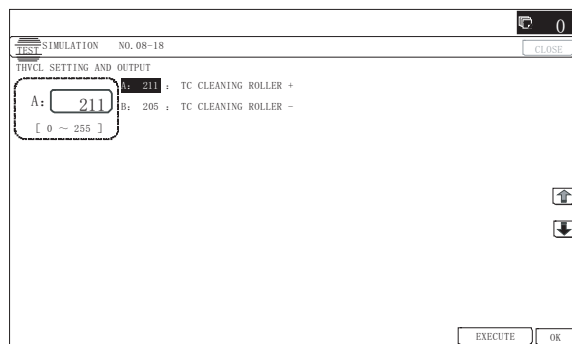 0
TEST SIMULATION NO.08-18 CLOSE
THVCL SETTING AND OUTPUT
A: 211 : TC CLEANING ROLLER +
A: 211
B: 205 : TC CLEANING ROLLER -
[ 0 ~ 255 ]
EXECUTE OK